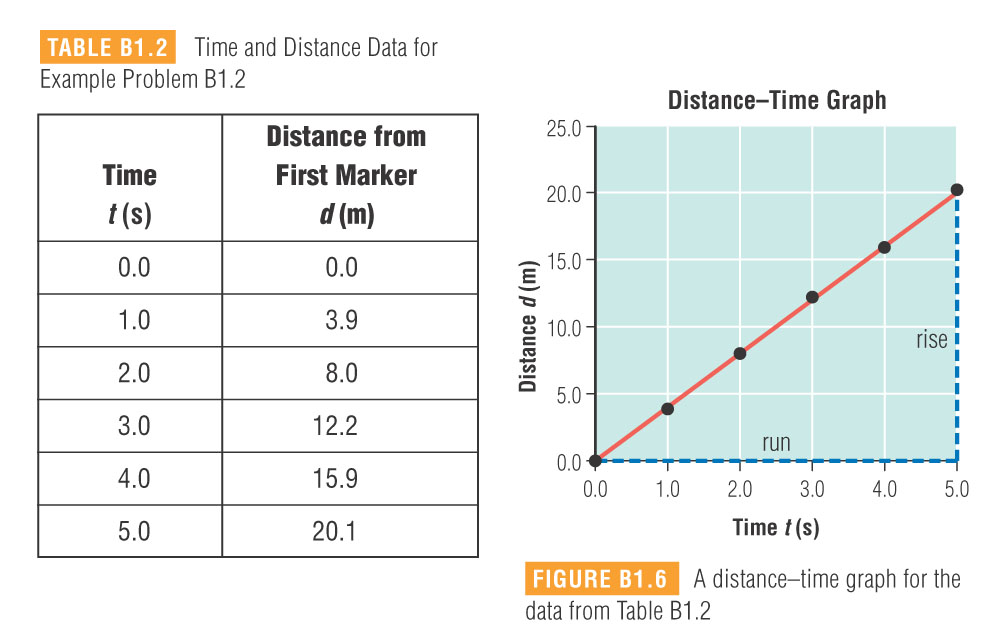 TABLE B1.2 Time and Distance Data for
Example Problem B1.2
Time
t (s)
Distance from
First Marker
d (m)
0.0 0.0
1.0 3.9
2.0 8.0
3.0 12.2
4.0 15.9
5.0 20.1
Distance–Time Graph
Distance d (m)
25.0
20.0
15.0
10.0
5.0
0.0
rise
run
0.0 1.0 2.0 3.0 4.0 5.0
Time t (s)
FIGURE B1.6 A distance–time graph for the
data from Table B1.2